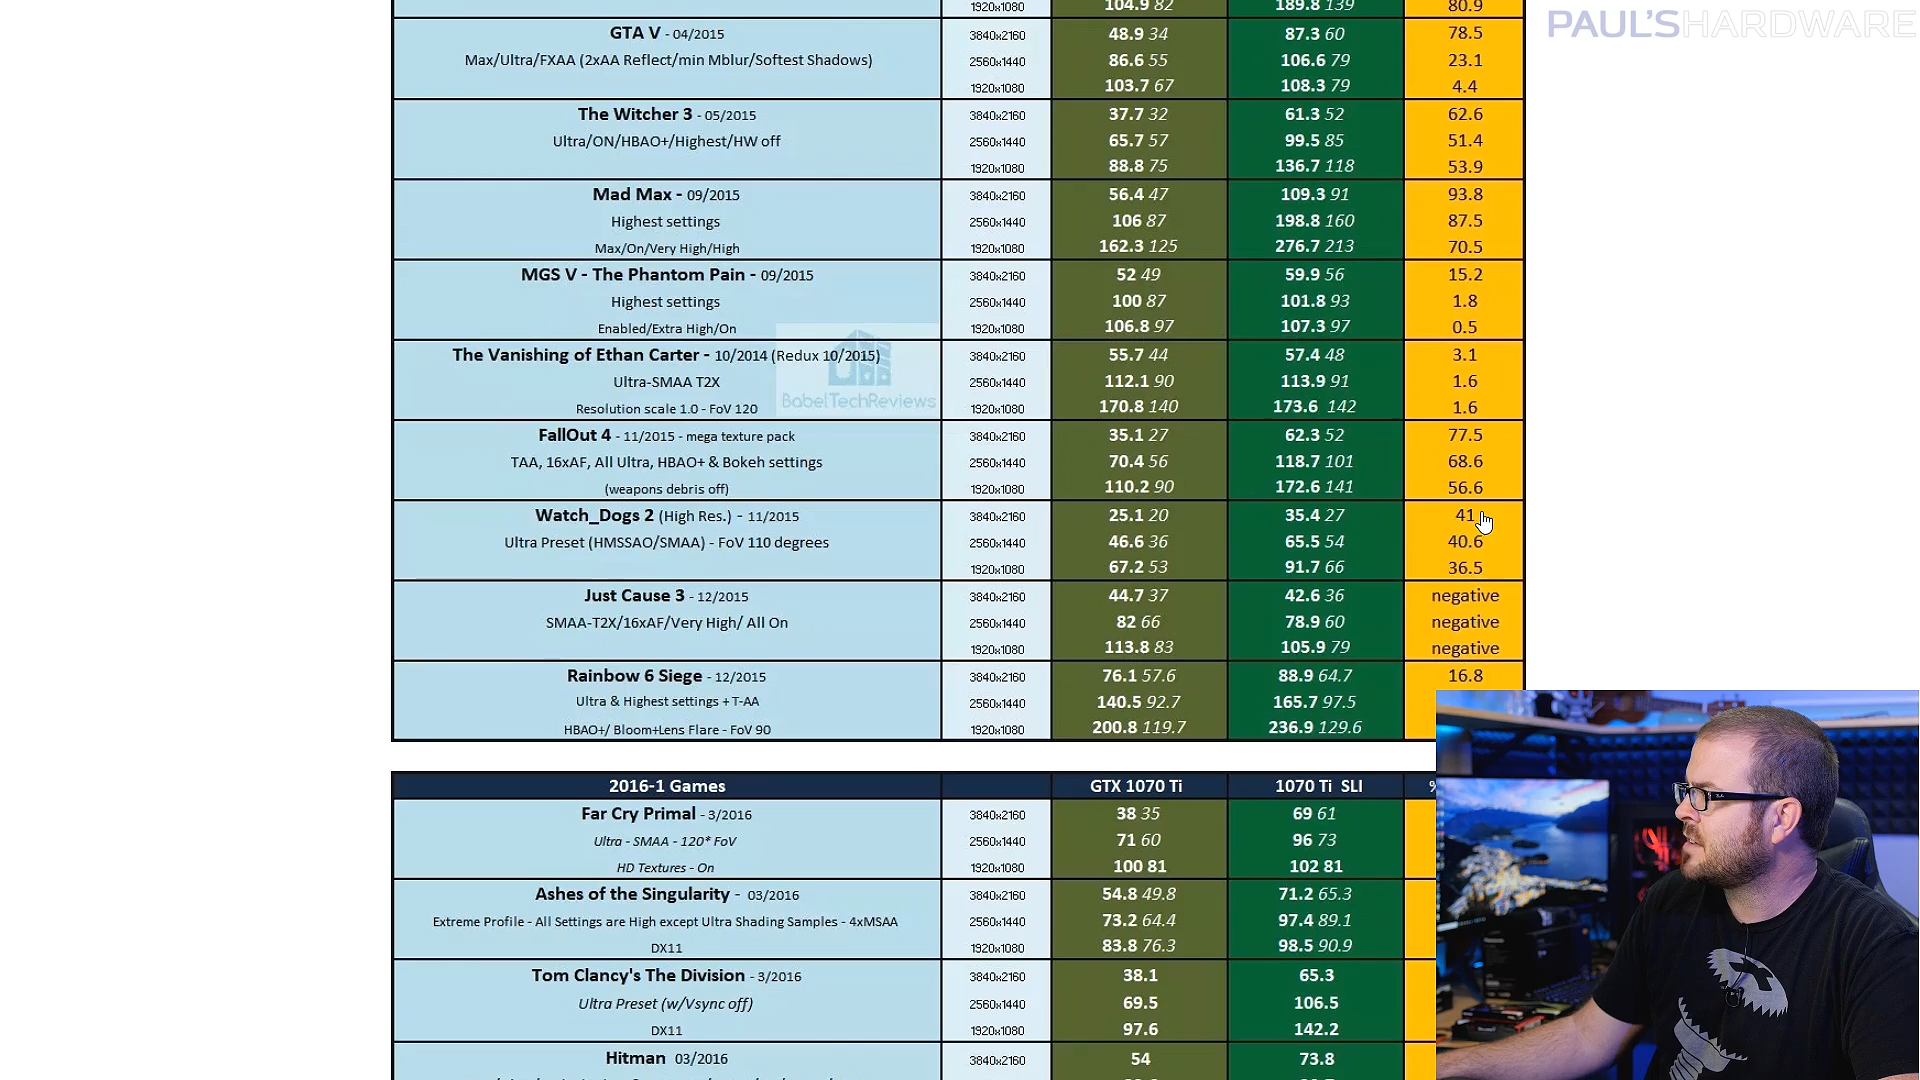 PAUL'SHARDWARE
1920x1080 104.9 82 189.8 139 80.9
GTA V - 04/2015 3840x2160 48.9 34 87.3 60 78.5
Max/Ultra/FXAA (2xAA Reflect/min Mblur/Softest Shadows) 2560x1440 86.6 55 106.6 79 23.1
1920x1080 103.7 67 108.3 79 4.4
The Witcher 3 - 05/2015 3840x2160 37.7 32 61.3 52 62.6
Ultra/ON/HBAO+/Highest/HW off 2560x1440 65.7 57 99.5 85 51.4
1920x1080 88.8 75 136.7 118 53.9
Mad Max - 09/2015 3840x2160 56.4 47 109.3 91 93.8
Highest settings 2560x1440 106 87 198.8 160 87.5
Max/On/Very High/High 1920x1080 162.3 125 276.7 213 70.5
MGS V - The Phantom Pain - 09/2015 3840x2160 52 49 59.9 56 15.2
Highest settings 2560x1440 100 87 101.8 93 1.8
Enabled/Extra High/On 1920x1080 106.8 97 107.3 97 0.5
The Vanishing of Ethan Carter - 10/2014 (Redux 10/2015) 3840x2160 55.7 44 57.4 48 3.1
Ultra-SMAA T2X 2560x1440 112.1 90 113.9 91 1.6
BabelTechReviews
Resolution scale 1.0 - FoV 120 1920x1080 170.8 140 173.6 142 1.6
FallOut 4 - 11/2015 - mega texture pack 3840x2160 35.1 27 62.3 52 77.5
TAA, 16xAF, All Ultra, HBAO+ & Bokeh settings 2560x1440 70.4 56 118.7 101 68.6
(weapons debris off) 1920x1080 110.2 90 172.6 141 56.6
Watch_Dogs 2 (High Res.) - 11/2015 3840x2160 25.1 20 35.4 27 41
Ultra Preset (HMSSAO/SMAA) - FoV 110 degrees 2560x1440 46.6 36 65.5 54 40.6
1920x1080 67.2 53 91.7 66 36.5
Just Cause 3 - 12/2015 3840x2160 44.7 37 42.6 36 negative
SMAA-T2X/16xAF/Very High/ All On 2560x1440 82 66 78.9 60 negative
1920x1080 113.8 83 105.9 79 negative
Rainbow 6 Siege - 12/2015 3840x2160 76.1 57.6 88.9 64.7 16.8
Ultra & Highest settings + T-AA 2560x1440 140.5 92.7 165.7 97.5
HBAO+/ Bloom+Lens Flare - FoV 90 1920x1080 200.8 119.7 236.9 129.6
2016-1 Games GTX 1070 Ti 1070 Ti SLI %
Far Cry Primal - 3/2016 3840x2160 38 35 69 61
Ultra - SMAA - 120* FoV 2560x1440 71 60 96 73
HD Textures - On 1920x1080 100 81 102 81
Ashes of the Singularity - 03/2016 3840x2160 54.8 49.8 71.2 65.3
Extreme Profile - All Settings are High except Ultra Shading Samples - 4xMSAA 2560x1440 73.2 64.4 97.4 89.1
DX11 1920x1080 83.8 76.3 98.5 90.9
Tom Clancy's The Division - 3/2016 3840x2160 38.1 65.3
Ultra Preset (w/Vsync off) 2560x1440 69.5 106.5
DX11 1920x1080 97.6 142.2
Hitman 03/2016 3840x2160 54 73.8